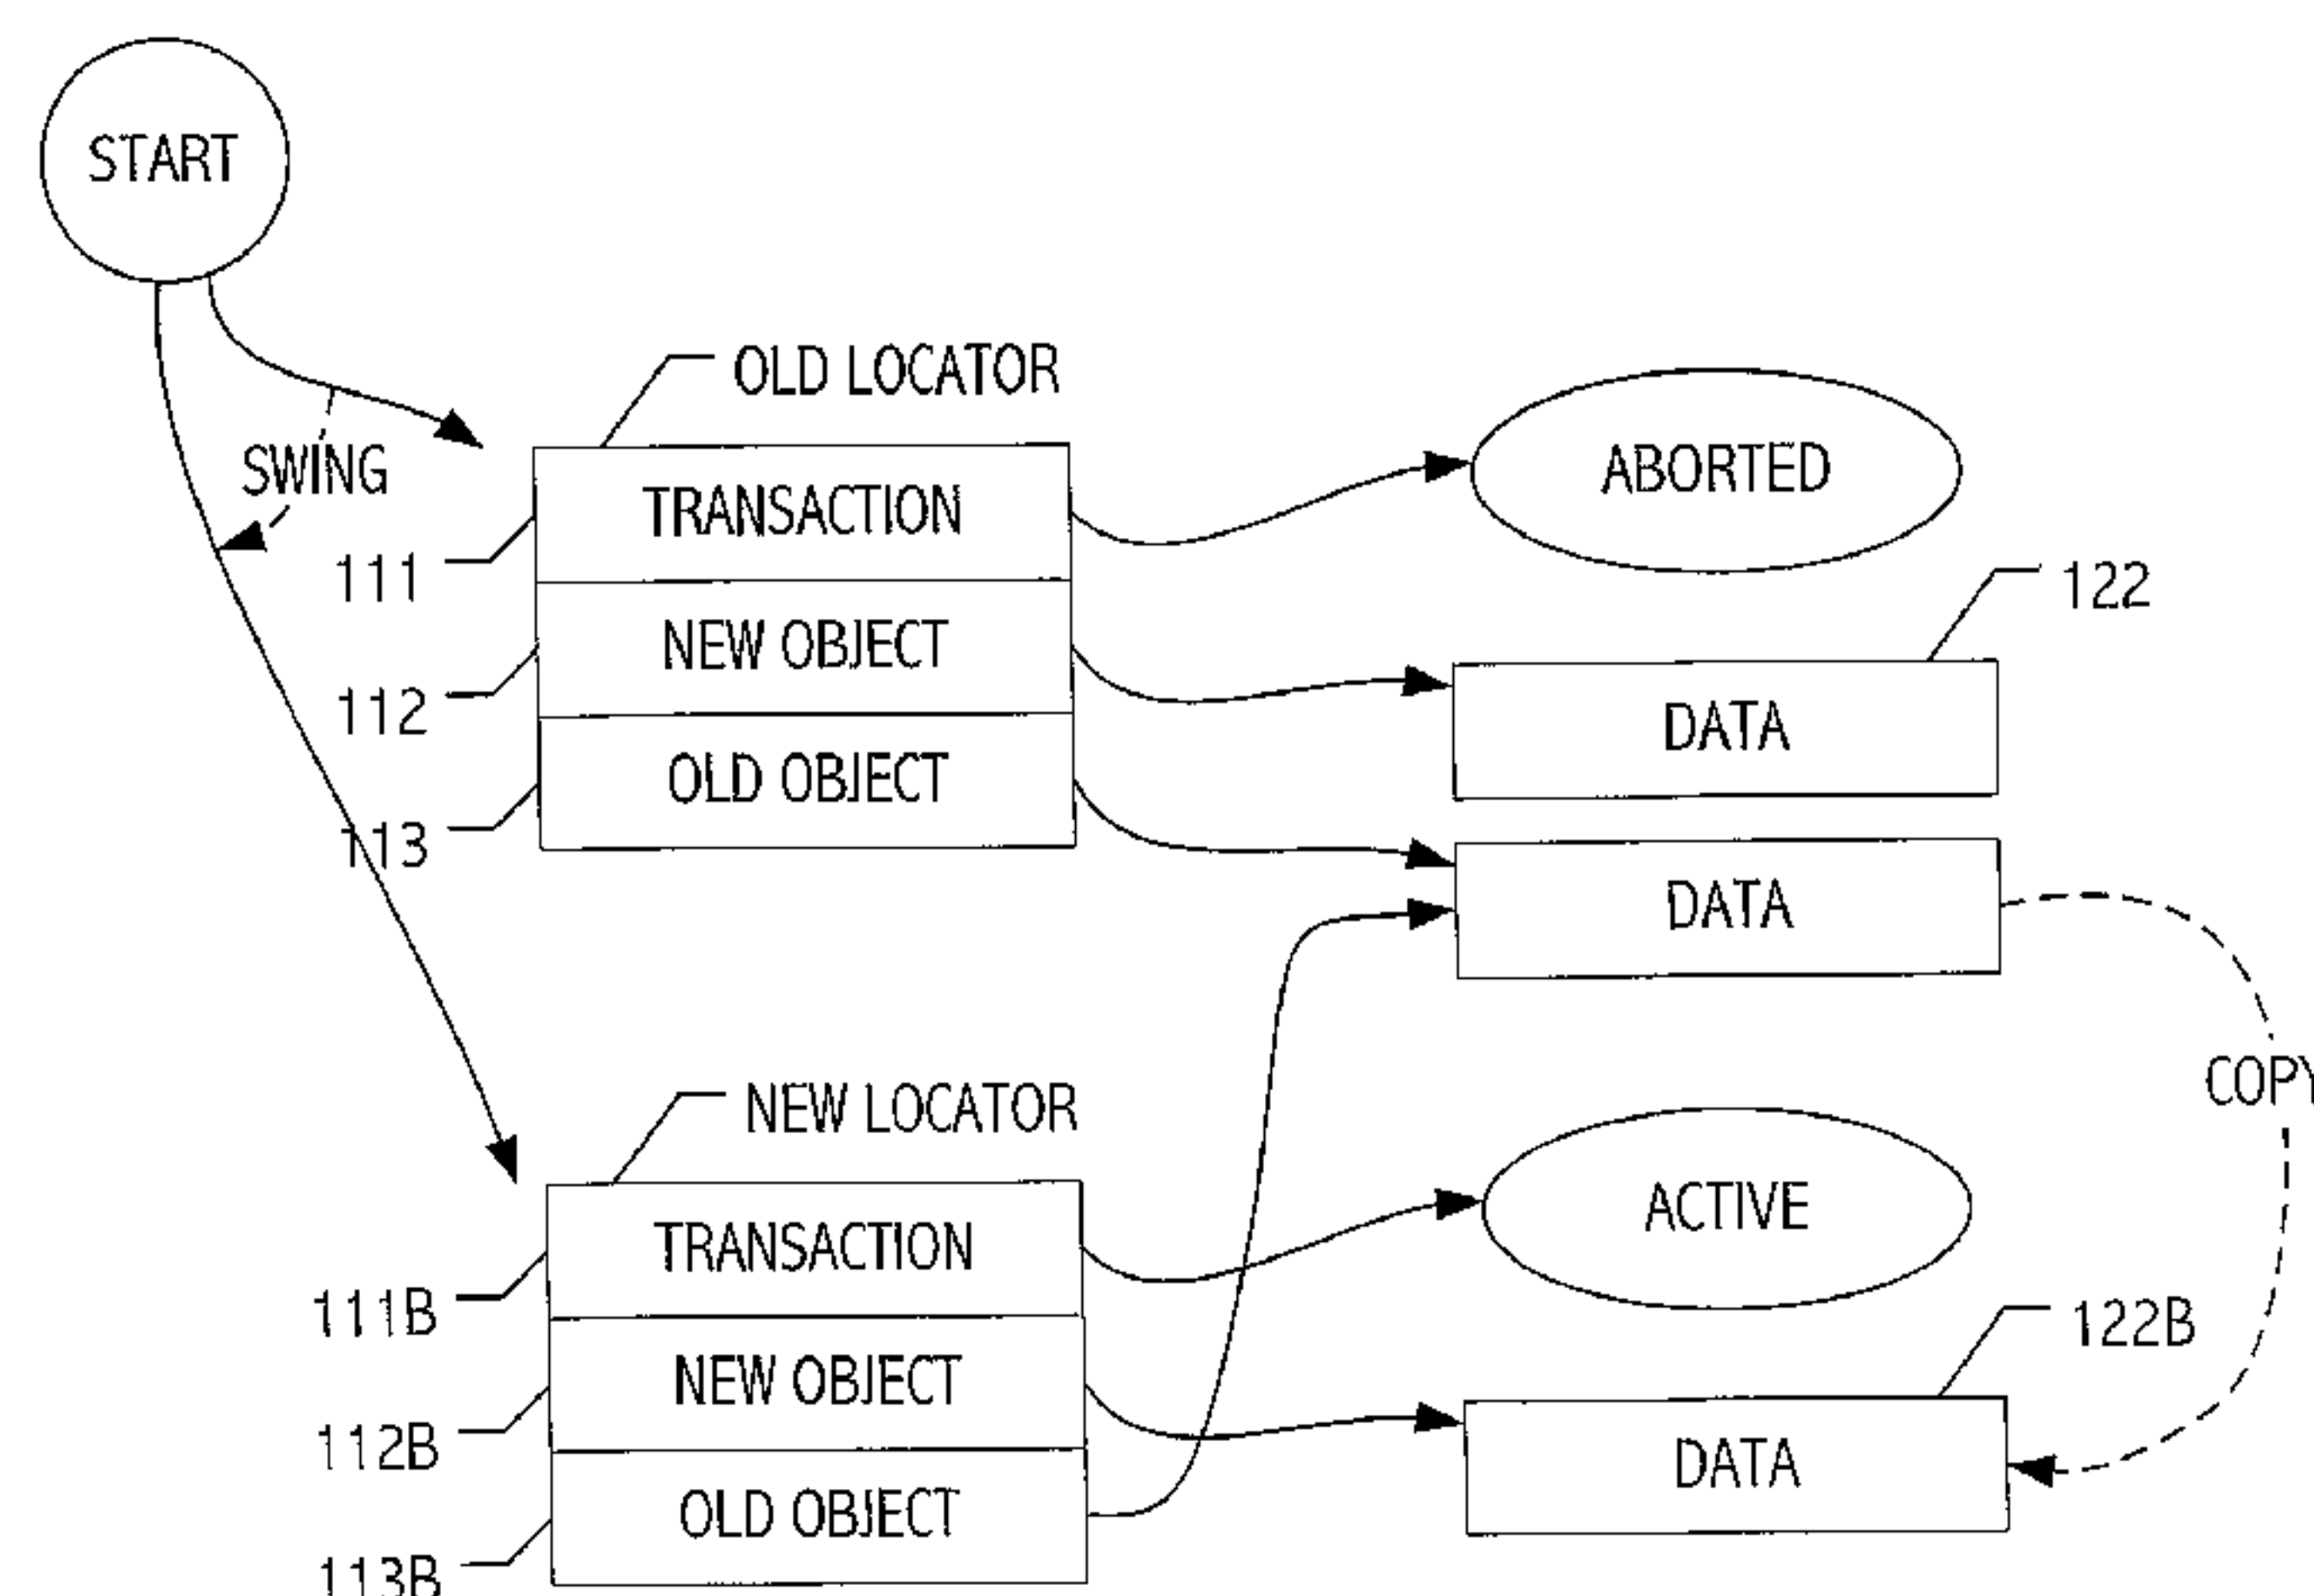 START
OLD LOCATOR
SWING
TRANSACTION
ABORTED
111
122
NEW OBJECT
112
DATA
OLD OBJECT
113
DATA
COPY
NEW LOCATOR
TRANSACTION
ACTIVE
111B
122B
NEW OBJECT
112B
DATA
OLD OBJECT
113B